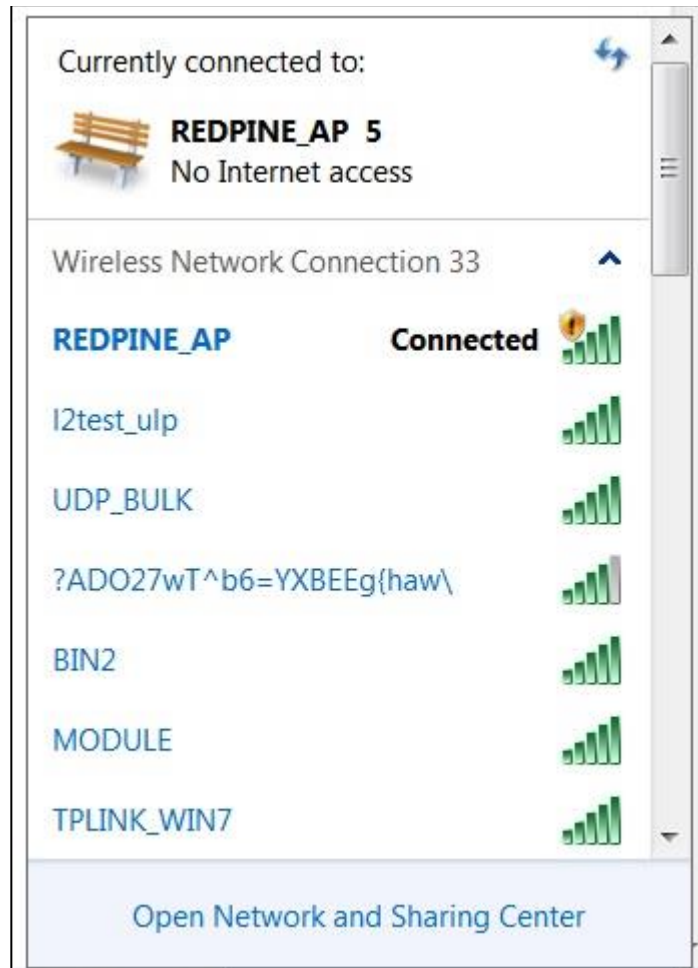 Currently connected to:
REDPINE_AP 5
No Internet access
Wireless Network Connection 33
REDPINE_AP Connected
l2test_ulp
UDP_BULK
?ADO27wT^b6=YXBEEg{haw\
BIN2
MODULE
TPLINK_WIN7
Open Network and Sharing Center